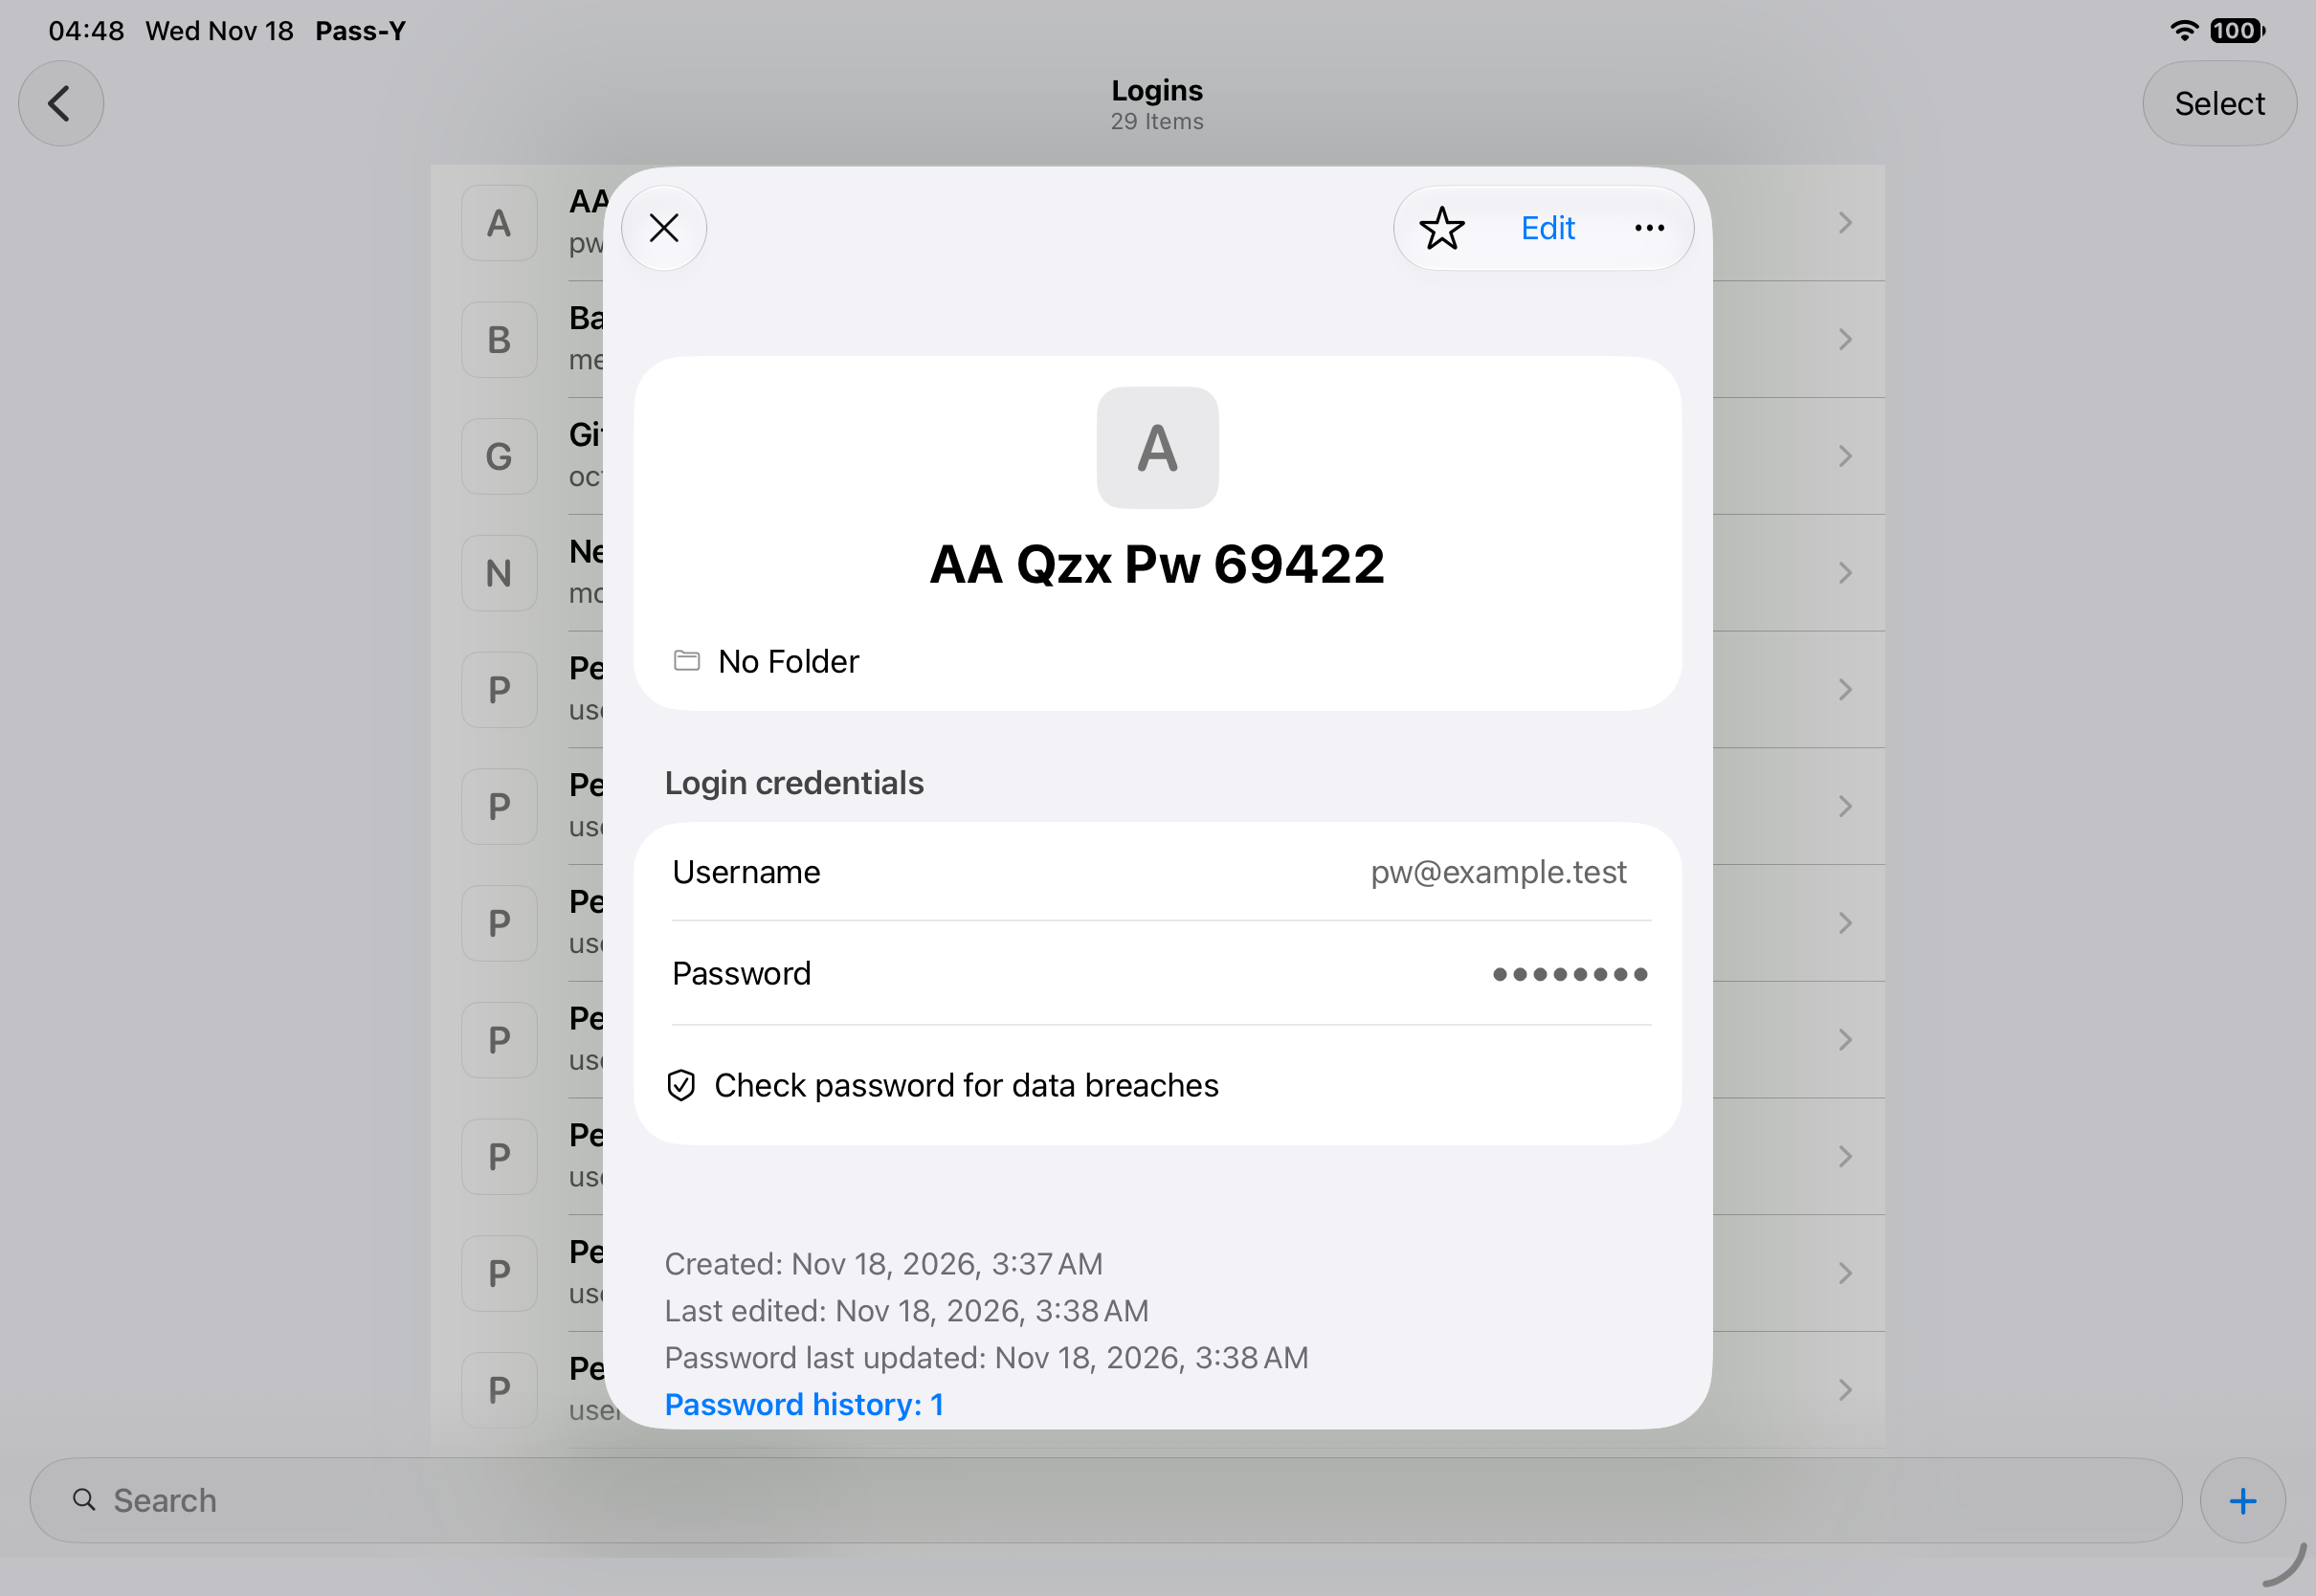 04:48 Wed Nov 18 Pass-Y
100
Logins
29 Items
Select
Edit
A
AA Qzx Pw 69422
No Folder
Login credentials
Username
pw@example.test
Password
Check password for data breaches
Created: Nov 18, 2026, 3:37 AM
Last edited: Nov 18, 2026, 3:38 AM
Password last updated: Nov 18, 2026, 3:38 AM
Password history: 1
A
AA
B
G
N
P
P
P
P
P
P
P
Search